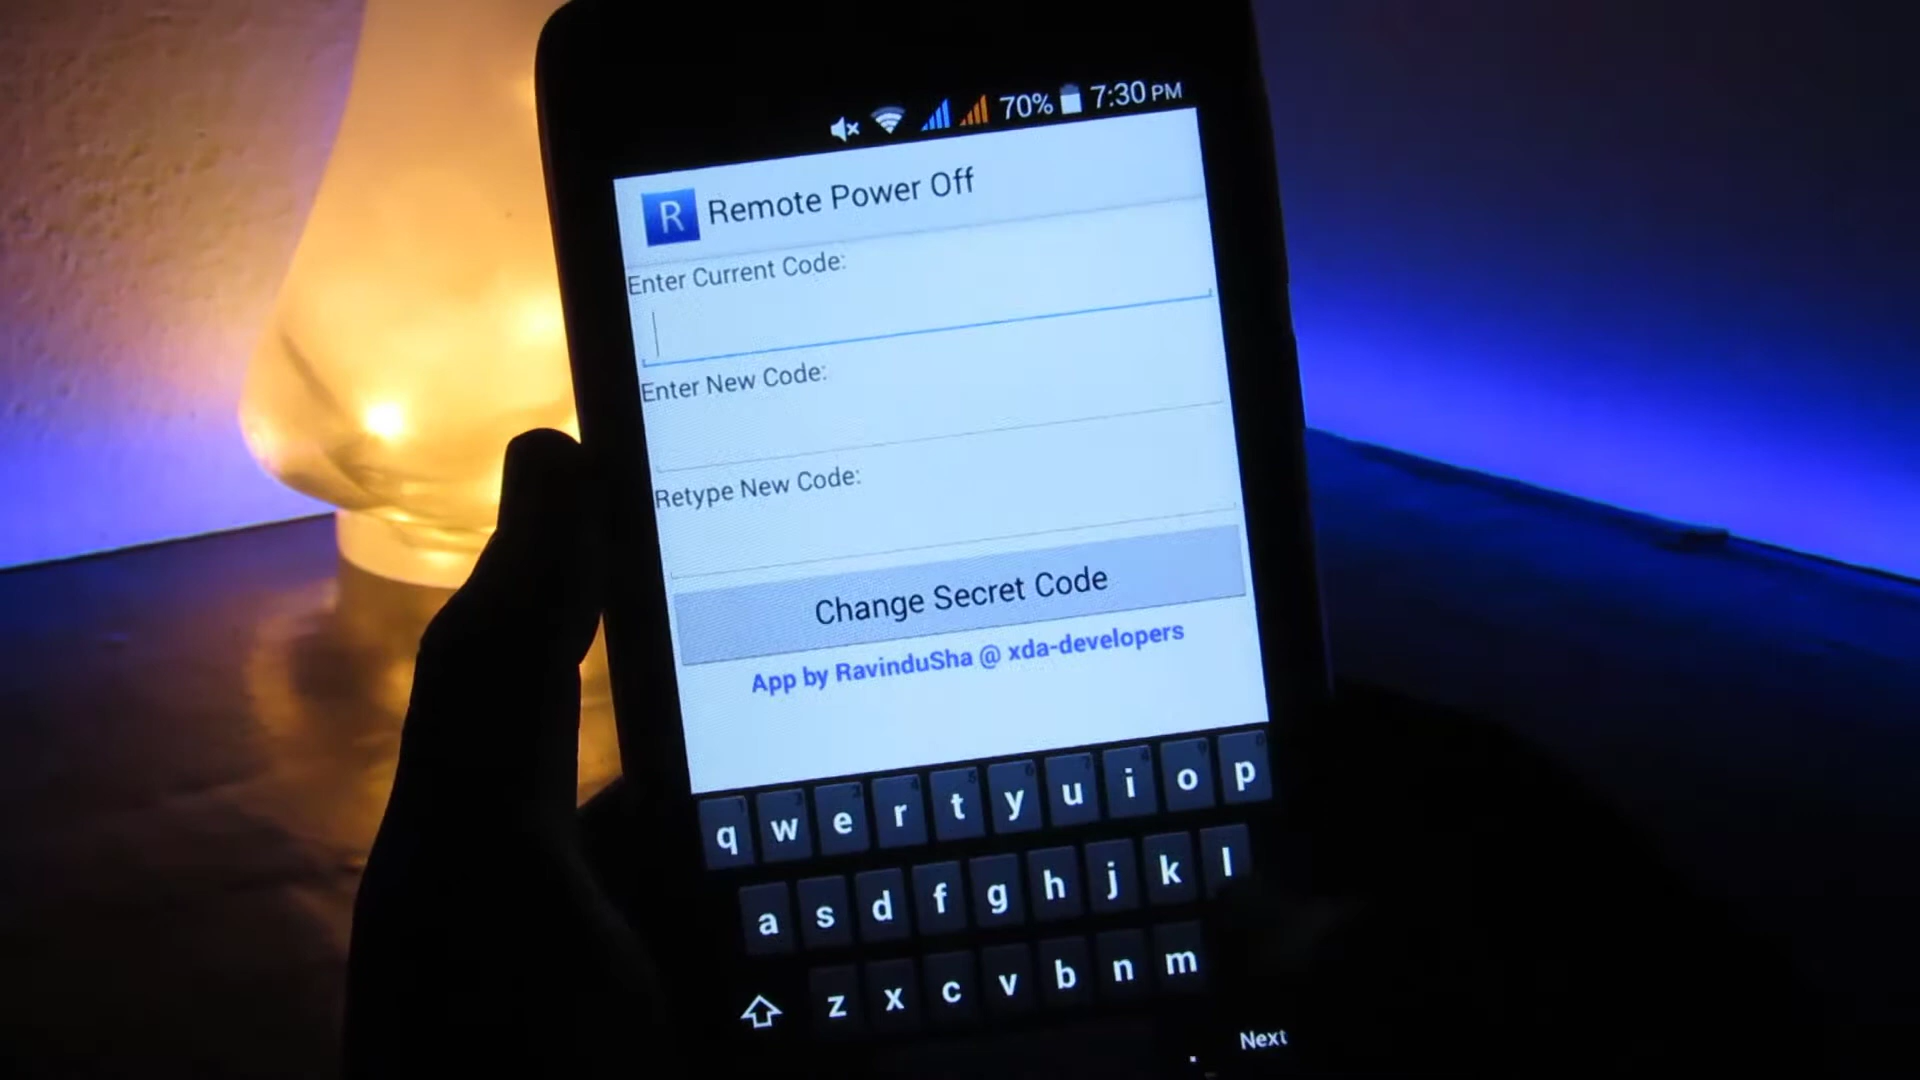 70% 7:30 PM
R Remote Power Off
Enter Current Code:
Enter New Code:
Retype New Code:
Change Secret Code
App by RavinduSha @ xda-developers
q w e r t y u i o p
a s d f g h j k l
z x c v b n m
. Next